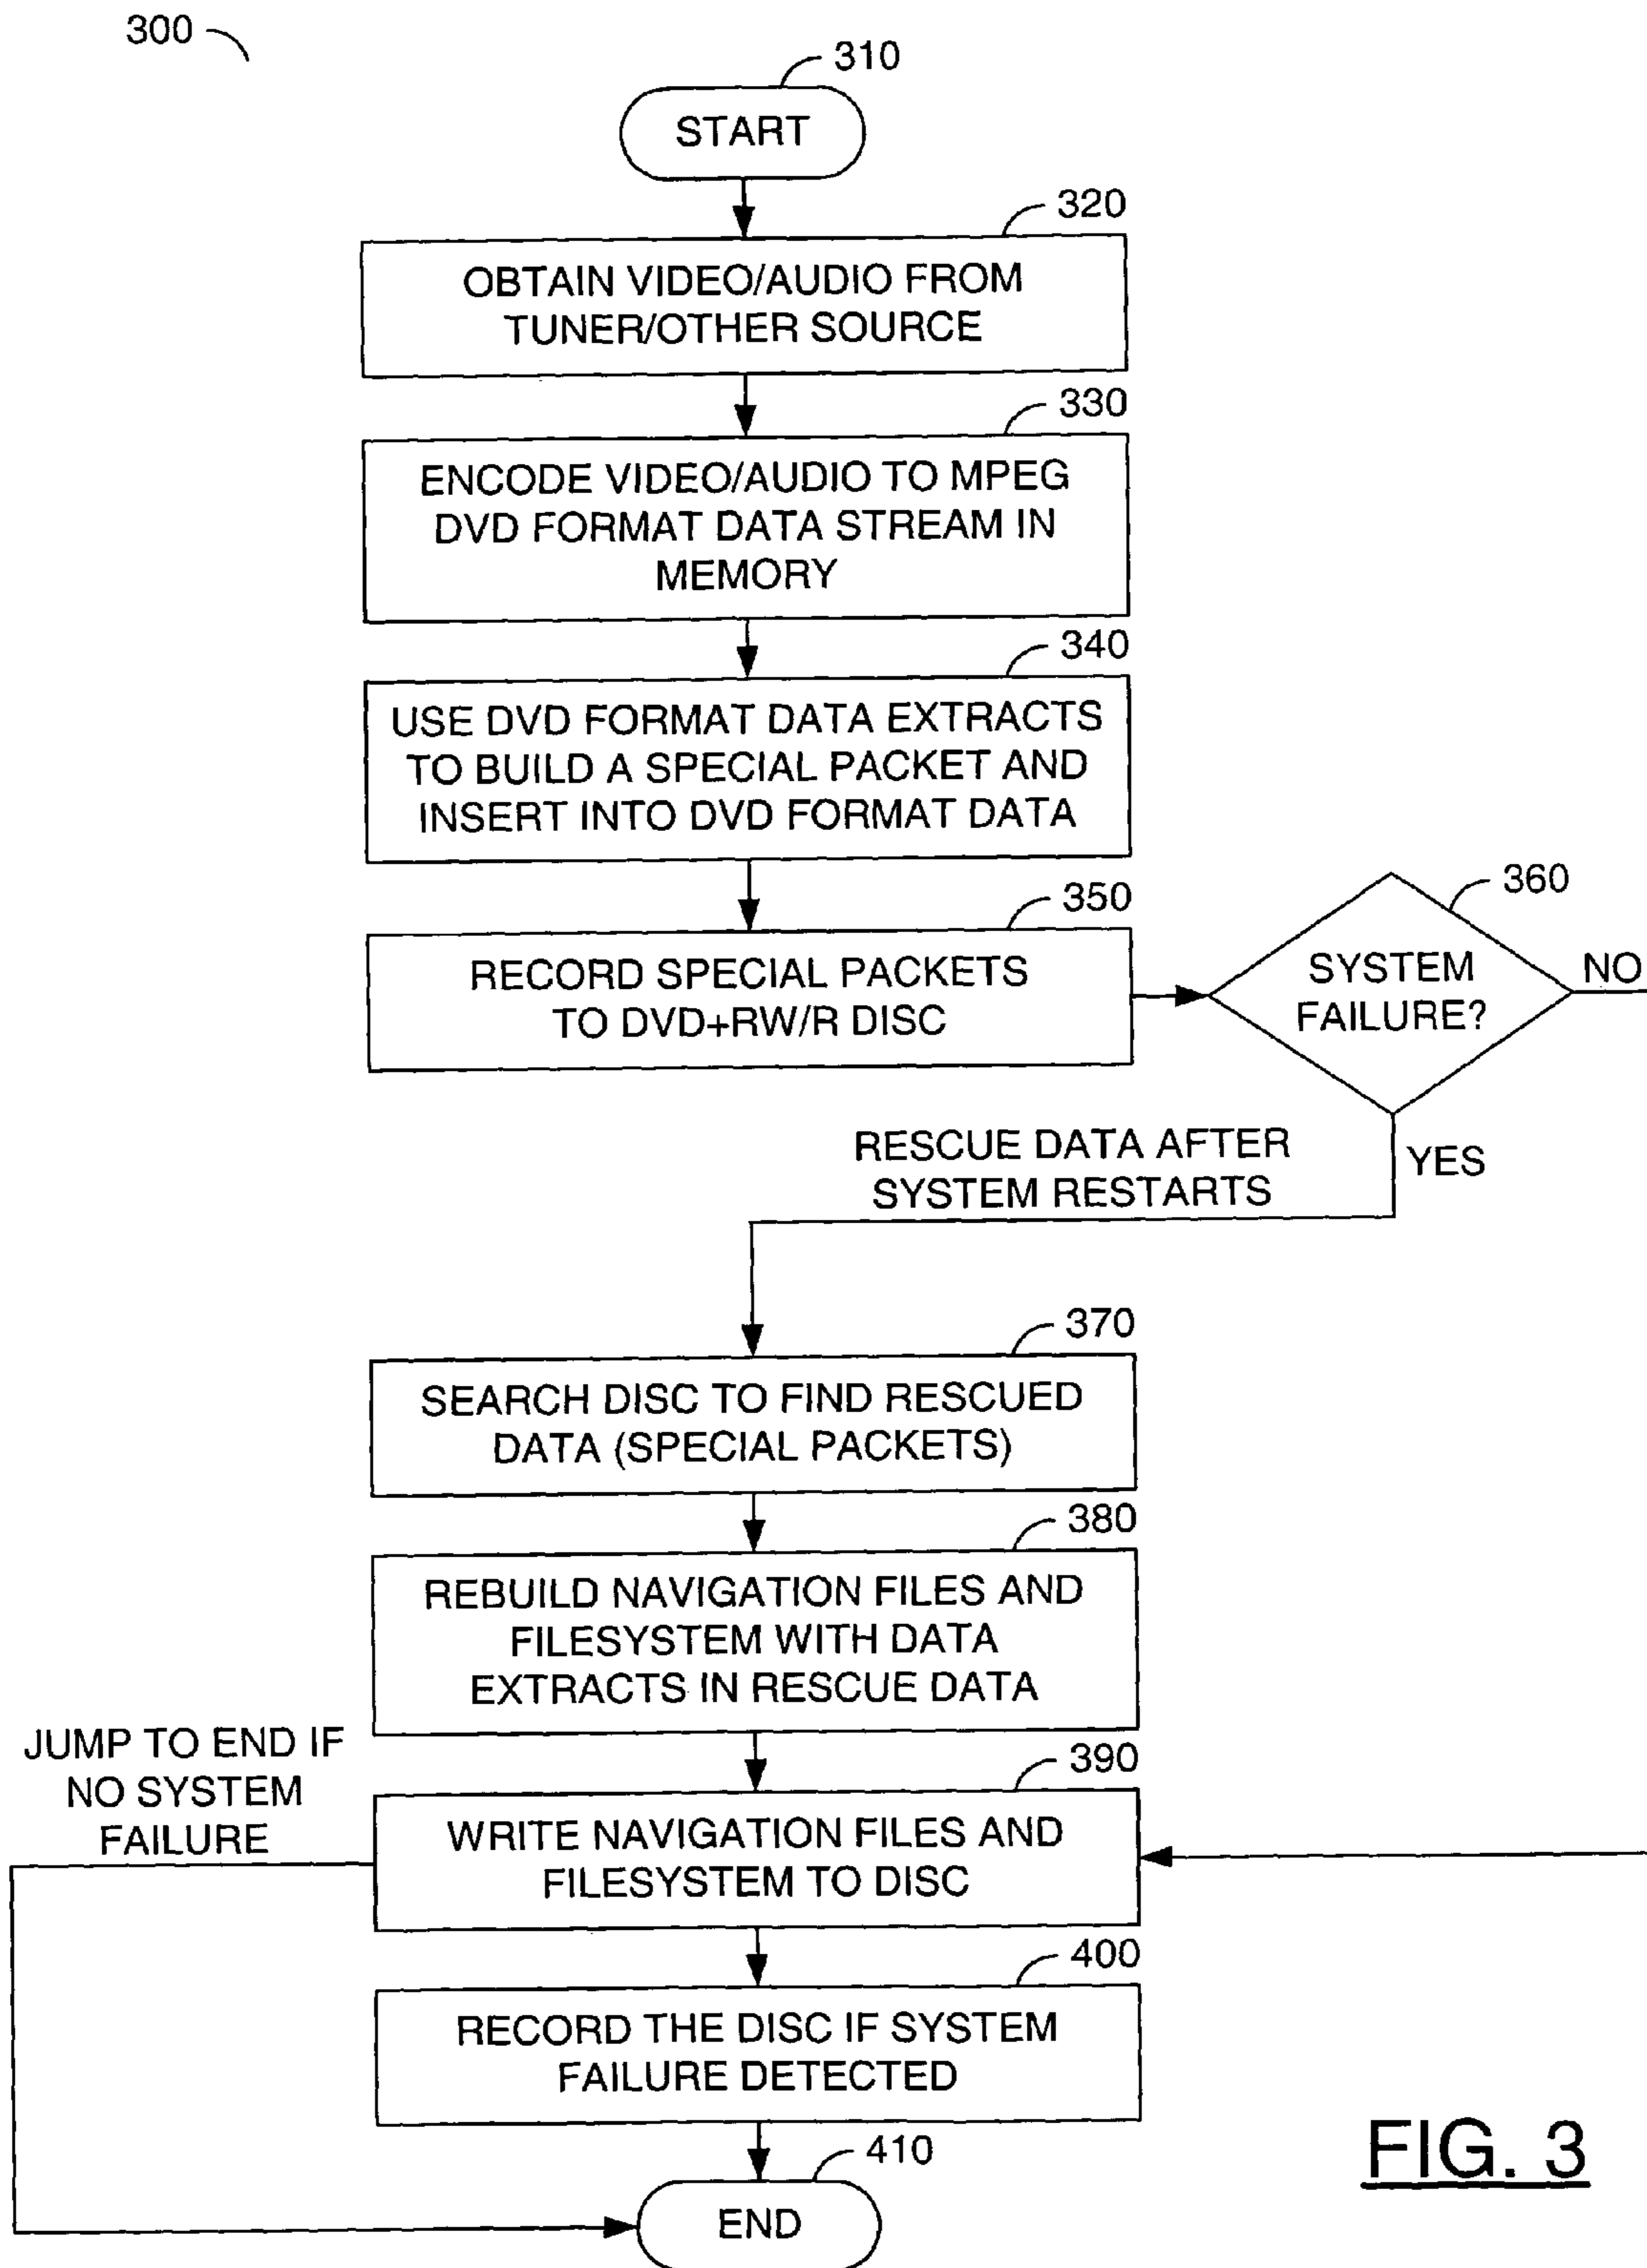 300
310
START
320
OBTAIN VIDEO/AUDIO FROM
TUNER/OTHER SOURCE
330
ENCODE VIDEO/AUDIO TO MPEG
DVD FORMAT DATA STREAM IN
MEMORY
340
USE DVD FORMAT DATA EXTRACTS
TO BUILD A SPECIAL PACKET AND
INSERT INTO DVD FORMAT DATA
350
RECORD SPECIAL PACKETS
TO DVD+RW/R DISC
360
SYSTEM
FAILURE?
NO
YES
RESCUE DATA AFTER
SYSTEM RESTARTS
370
SEARCH DISC TO FIND RESCUED
DATA (SPECIAL PACKETS)
380
REBUILD NAVIGATION FILES AND
FILESYSTEM WITH DATA
EXTRACTS IN RESCUE DATA
JUMP TO END IF
NO SYSTEM
FAILURE
390
WRITE NAVIGATION FILES AND
FILESYSTEM TO DISC
400
RECORD THE DISC IF SYSTEM
FAILURE DETECTED
410
END
FIG. 3